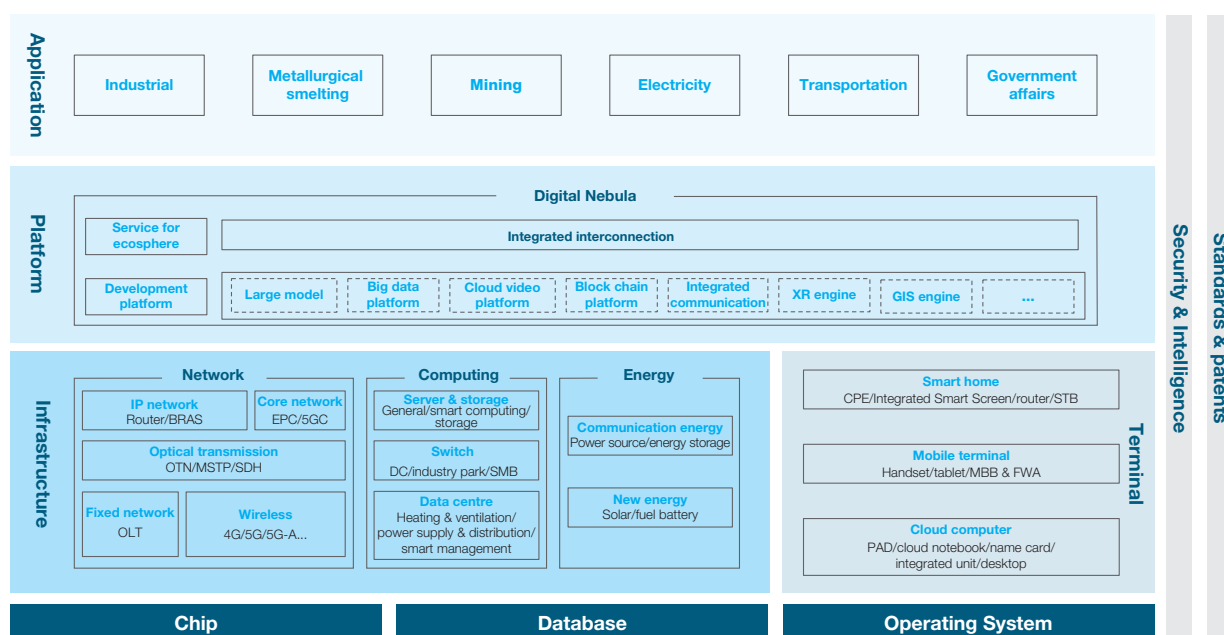 Application
Industrial
Metallurgical
smelting
Mining
Electricity
Transportation
Government
affairs
Platform
Digital Nebula
Service for
ecosphere
Integrated interconnection
Development
platform
Large model
Big data
platform
Cloud video
platform
Block chain
platform
Integrated
communication
XR engine
GIS engine
...
Infrastructure
Network
IP network
Router/BRAS
Core network
EPC/5GC
Optical transmission
OTN/MSTP/SDH
Fixed network
OLT
Wireless
4G/5G/5G-A...
Computing
Server & storage
General/smart computing/
storage
Switch
DC/industry park/SMB
Data centre
Heating & ventilation/
power supply & distribution/
smart management
Energy
Communication energy
Power source/energy storage
New energy
Solar/fuel battery
Smart home
CPE/Integrated Smart Screen/router/STB
Mobile terminal
Handset/tablet/MBB & FWA
Cloud computer
PAD/cloud notebook/name card/
integrated unit/desktop
Terminal
Chip
Database
Operating System
Security & Intelligence
Standards & patents